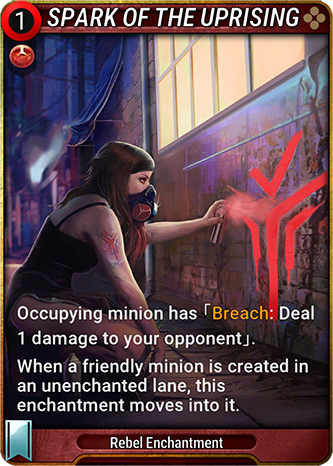 1
SPARK OF THE UPRISING
Occupying minion has「Breach: Deal
1 damage to your opponent」.
When a friendly minion is created in
an unenchanted lane, this
enchantment moves into it.
Rebel Enchantment